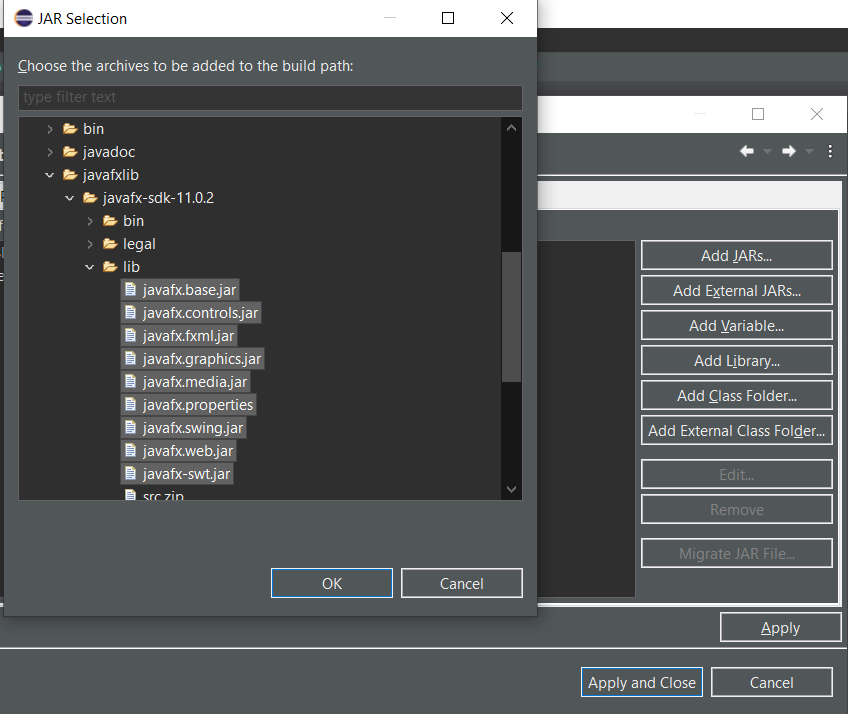 JAR Selection
Choose the archives to be added to the build path:
type filter text
bin
javadoc
javafxlib
javafx-sdk-11.0.2
bin
legal
lib
javafx.base.jar
javafx.controls.jar
javafx.fxml.jar
javafx.graphics.jar
javafx.media.jar
javafx.properties
javafx.swing.jar
javafx.web.jar
javafx-swt.jar
src.zip
OK
Cancel
Add JARs...
Add External JARs...
Add Variable...
Add Library...
Add Class Folder...
Add External Class Folder...
Edit...
Remove
Migrate JAR File...
Apply
Apply and Close
Cancel